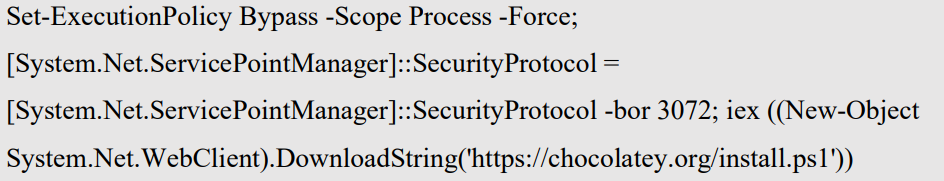 Set-ExecutionPolicy Bypass -Scope Process -Force;
[System.Net.ServicePointManager]::SecurityProtocol =
[System.Net.ServicePointManager]::SecurityProtocol -bor 3072; iex ((New-Object
System.Net.WebClient).DownloadString('https://chocolatey.org/install.ps1'))